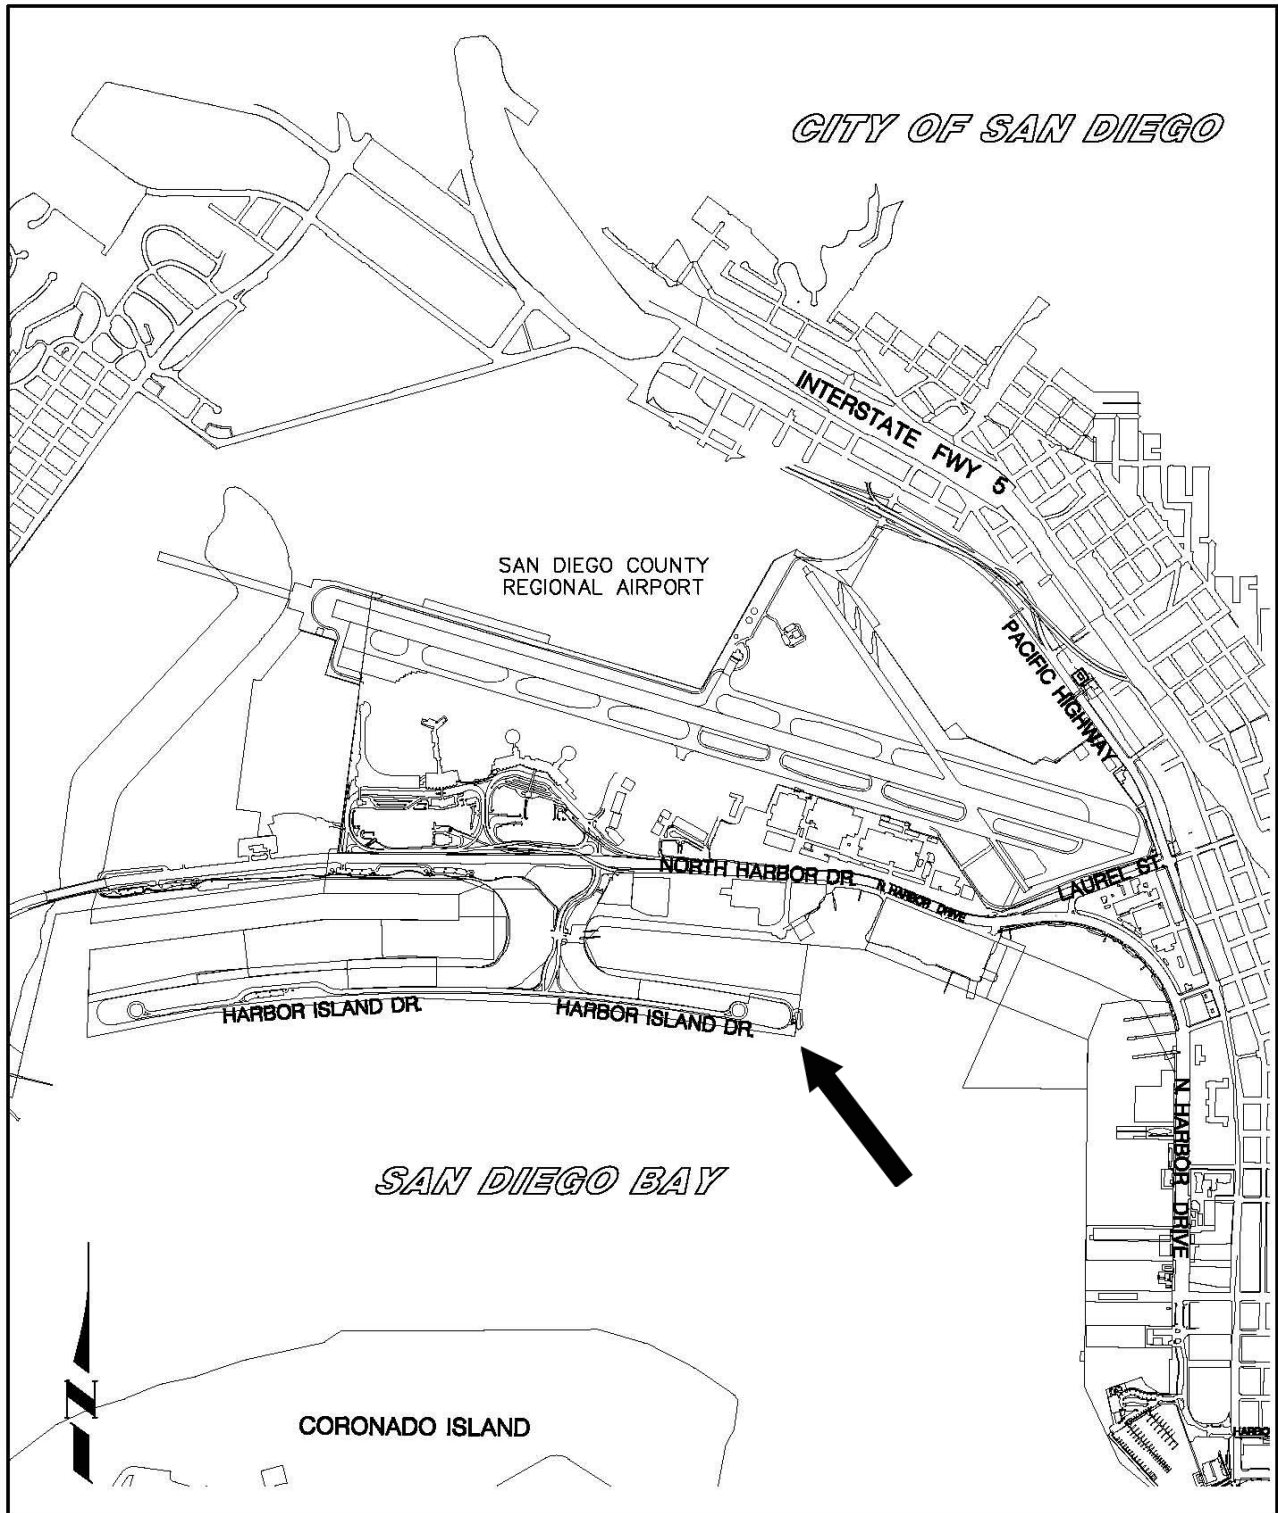 CITY OF SAN DIEGO
INTERSTATE FWY 5
SAN DIEGO COUNTY
REGIONAL AIRPORT
PACIFIC HIGHWAY
NORTH HARBOR DR.
N. HARBOR DRIVE
LAUREL ST.
HARBOR ISLAND DR.
HARBOR ISLAND DR.
N. HARBOR DRIVE
SAN DIEGO BAY
N
CORONADO ISLAND
HARBO